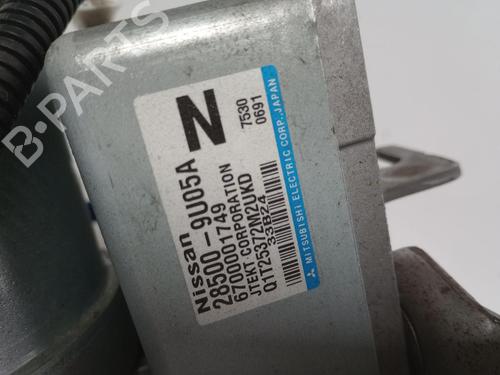 Nissan
28500-9U05A
6700001749
JTEKT CORPORATION
Q1T25372M2UKD
33B24
N
7530
0691
MITSUBISHI ELECTRIC CORP., JAPAN
B-PARTS